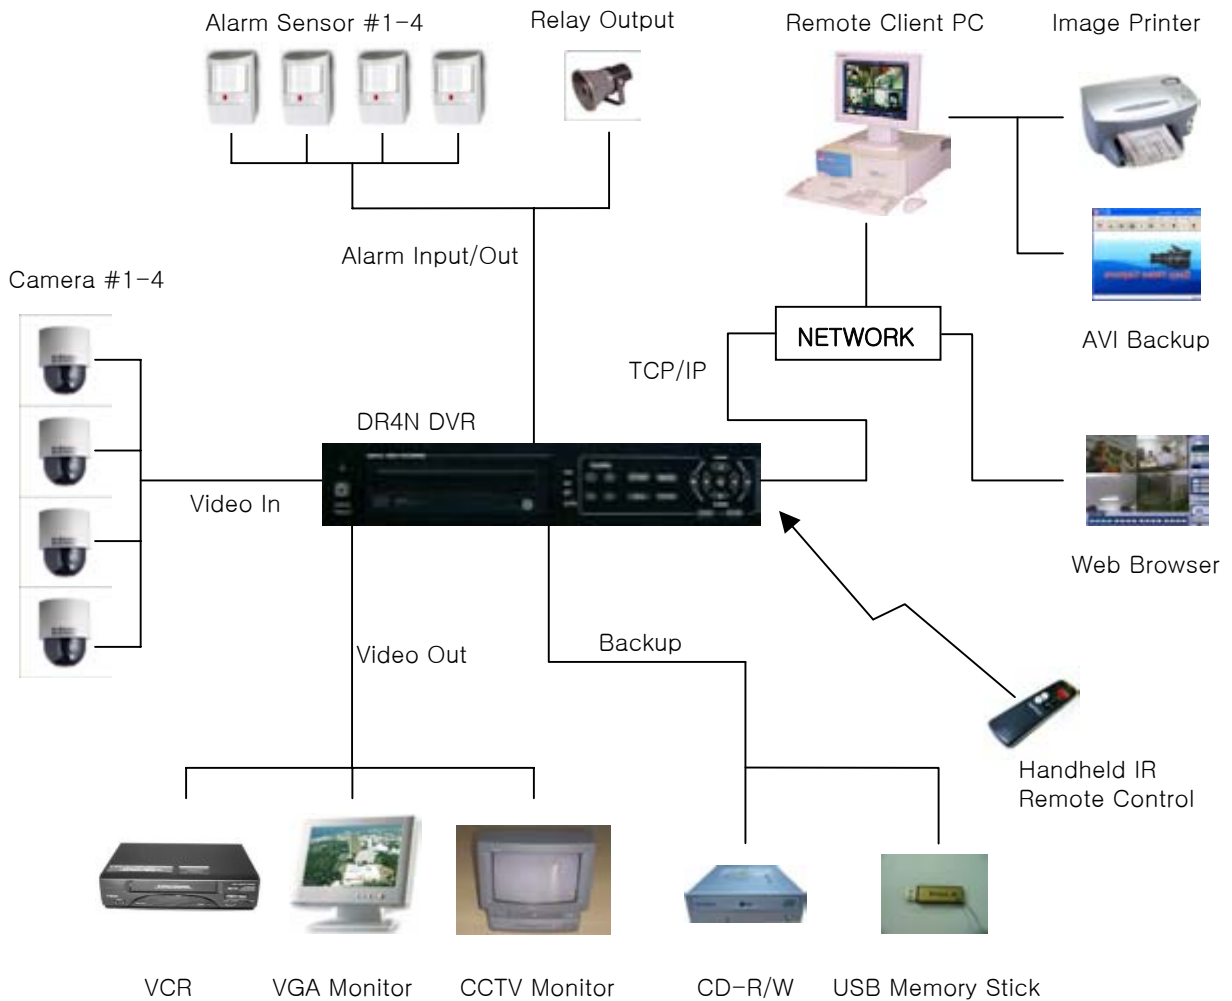 Alarm Sensor #1-4
Relay Output
Remote Client PC
Image Printer
Alarm Input/Out
Camera #1-4
NETWORK
AVI Backup
TCP/IP
DR4N DVR
Video In
Web Browser
Video Out
Backup
Handheld IR
Remote Control
VCR
VGA Monitor
CCTV Monitor
CD-R/W
USB Memory Stick